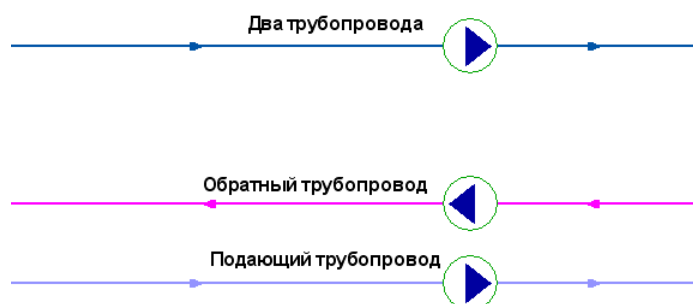 Два трубопровода
Обратный трубопровод
Подающий трубопровод